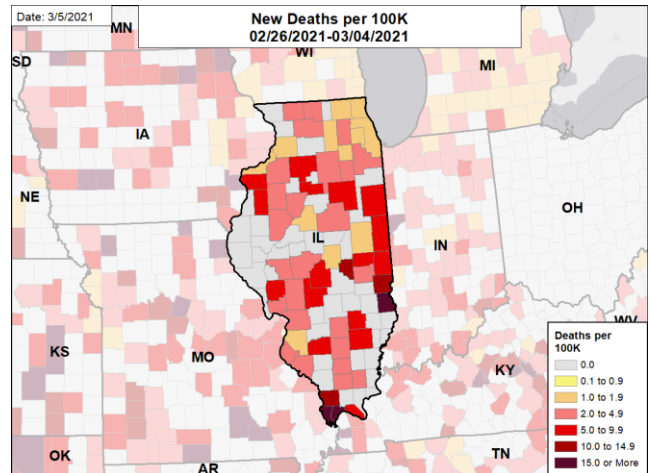 Date: 3/5/2021
New Deaths per 100K
02/26/2021-03/04/2021
MN
WI
SD
MI
IA
NE
IL
IN
OH
WV
KS
MO
KY
OK
AR
TN
Deaths per
100K
0.0
0.1 to 0.9
1.0 to 1.9
2.0 to 4.9
5.0 to 9.9
10.0 to 14.9
15.0 or More